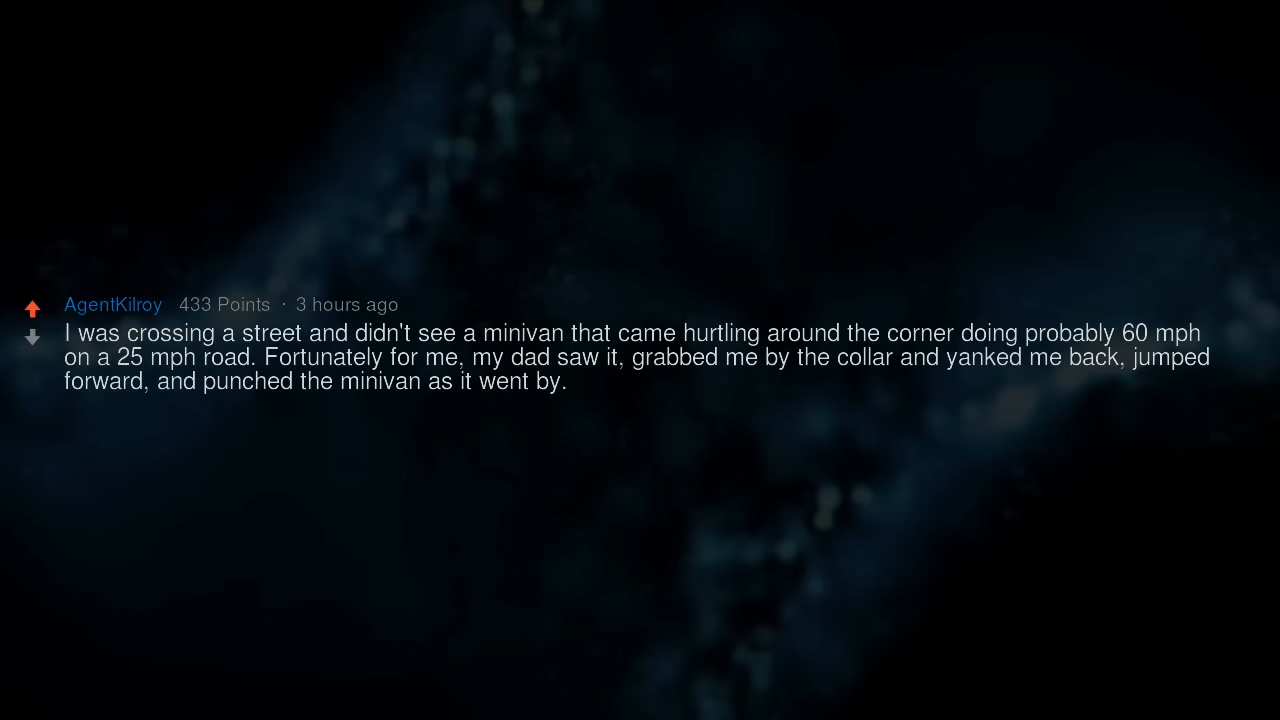 AgentKilroy 433 Points · 3 hours ago
I was crossing a street and didn't see a minivan that came hurtling around the corner doing probably 60 mph
on a 25 mph road. Fortunately for me, my dad saw it, grabbed me by the collar and yanked me back, jumped
forward, and punched the minivan as it went by.